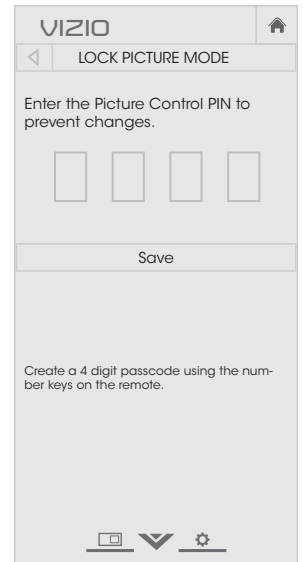 VIZIO
LOCK PICTURE MODE
Enter the Picture Control PIN to
prevent changes.
Save
Create a 4 digit passcode using the num-
ber keys on the remote.